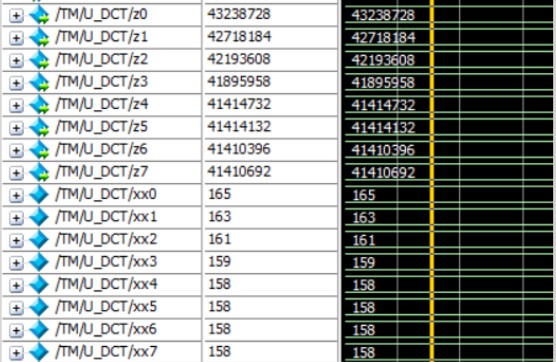 /TM/U_DCT/z0 43238728 43238728
/TM/U_DCT/z1 42718184 42718184
/TM/U_DCT/z2 42193608 42193608
/TM/U_DCT/z3 41895958 41895958
/TM/U_DCT/z4 41414732 41414732
/TM/U_DCT/z5 41414132 41414132
/TM/U_DCT/z6 41410396 41410396
/TM/U_DCT/z7 41410692 41410692
/TM/U_DCT/xx0 165 165
/TM/U_DCT/xx1 163 163
/TM/U_DCT/xx2 161 161
/TM/U_DCT/xx3 159 159
/TM/U_DCT/xx4 158 158
/TM/U_DCT/xx5 158 158
/TM/U_DCT/xx6 158 158
/TM/U_DCT/xx7 158 158